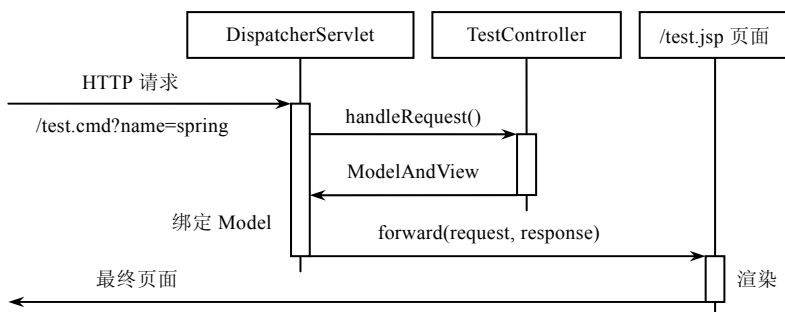 DispatcherServlet
TestController
/test.jsp 页面
HTTP 请求
/test.cmd?name=spring
handleRequest()
ModelAndView
绑定 Model
forward(request, response)
最终页面
渲染